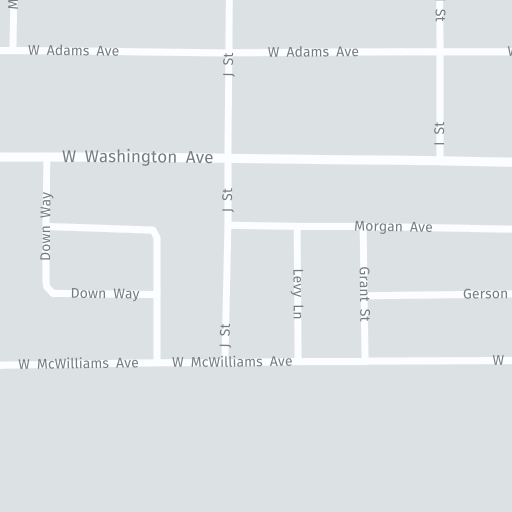 M
St
W Adams Ave
J St
W Adams Ave
W
I St
W Washington Ave
J St
Down Way
Morgan Ave
Down Way
Levy Ln
Grant St
Gerson
J St
W McWilliams Ave
W McWilliams Ave
W